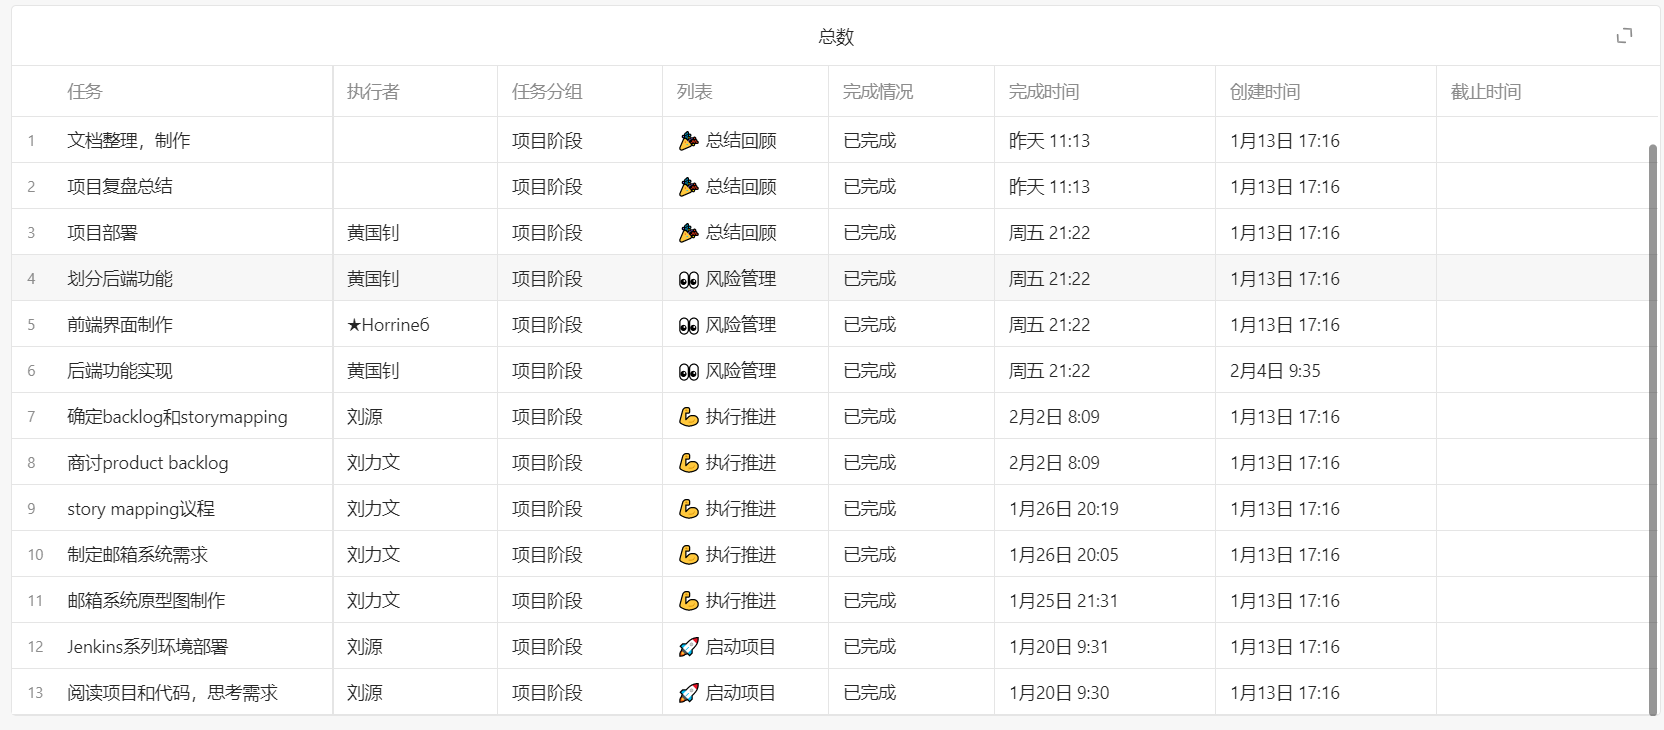 总数
任务 执行者 任务分组 列表 完成情况 完成时间 创建时间 截止时间
1 文档整理，制作 项目阶段 总结回顾 已完成 昨天 11:13 1月13日 17:16
2 项目复盘总结 项目阶段 总结回顾 已完成 昨天 11:13 1月13日 17:16
3 项目部署 黄国钊 项目阶段 总结回顾 已完成 周五 21:22 1月13日 17:16
4 划分后端功能 黄国钊 项目阶段 风险管理 已完成 周五 21:22 1月13日 17:16
5 前端界面制作 ★Horrine6 项目阶段 风险管理 已完成 周五 21:22 1月13日 17:16
6 后端功能实现 黄国钊 项目阶段 风险管理 已完成 周五 21:22 2月4日 9:35
7 确定backlog和storymapping 刘源 项目阶段 执行推进 已完成 2月2日 8:09 1月13日 17:16
8 商讨product backlog 刘力文 项目阶段 执行推进 已完成 2月2日 8:09 1月13日 17:16
9 story mapping议程 刘力文 项目阶段 执行推进 已完成 1月26日 20:19 1月13日 17:16
10 制定邮箱系统需求 刘力文 项目阶段 执行推进 已完成 1月26日 20:05 1月13日 17:16
11 邮箱系统原型图制作 刘力文 项目阶段 执行推进 已完成 1月25日 21:31 1月13日 17:16
12 Jenkins系列环境部署 刘源 项目阶段 启动项目 已完成 1月20日 9:31 1月13日 17:16
13 阅读项目和代码，思考需求 刘源 项目阶段 启动项目 已完成 1月20日 9:30 1月13日 17:16